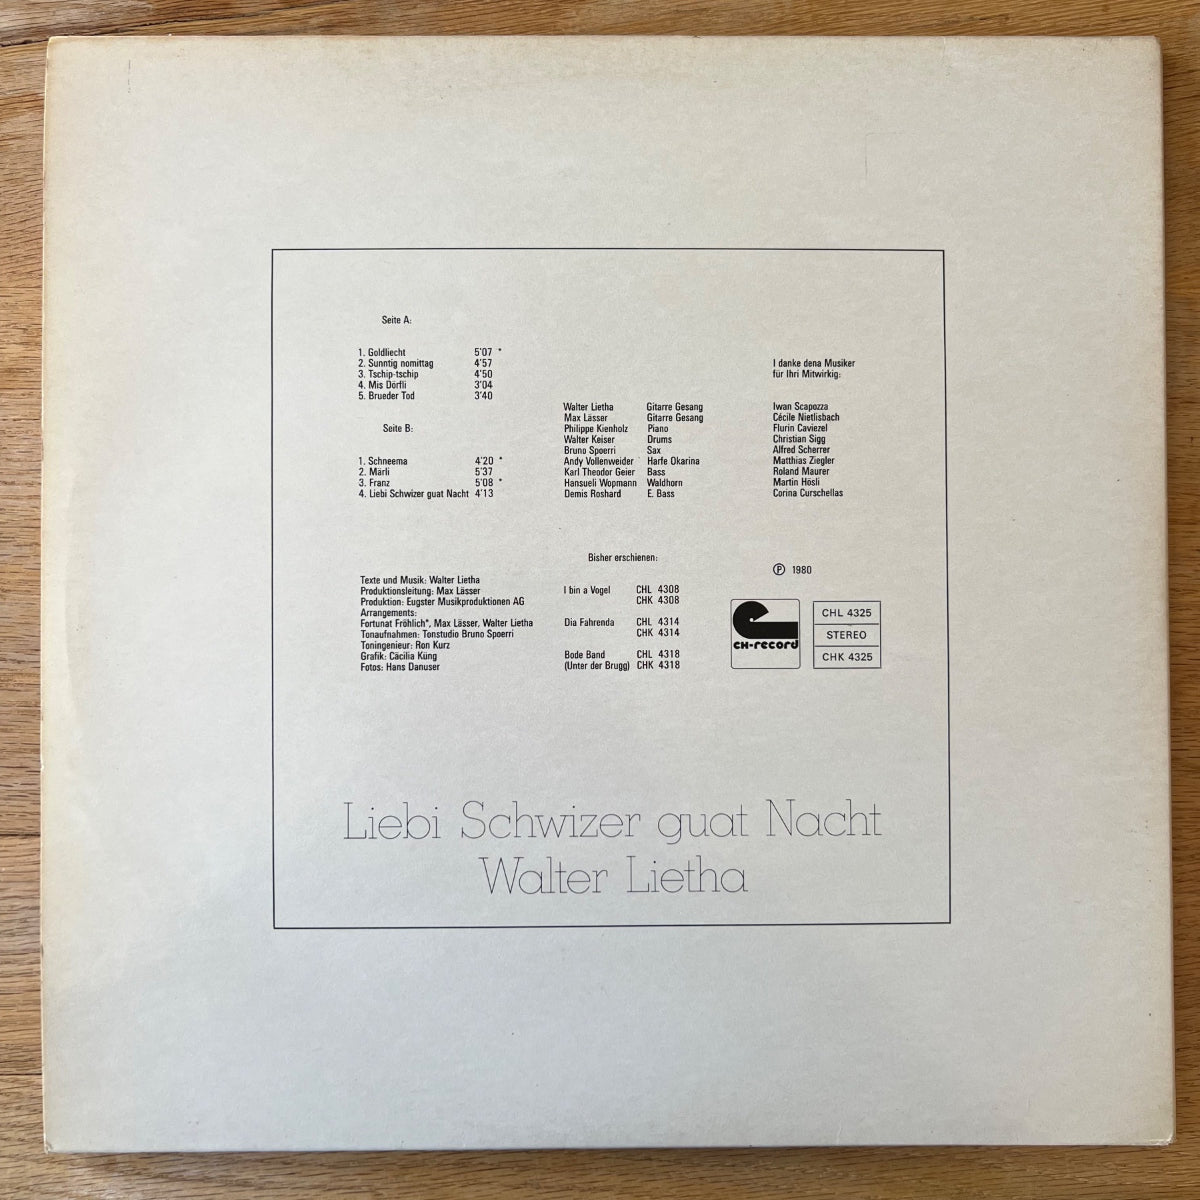 Seite A:
1. Goldliecht 5'07 *
2. Sunntig nomittag 4'57
3. Tschip-tschip 4'50
4. Mis Dörfli 3'04
5. Brueder Tod 3'40
Seite B:
1. Schneema 4'20 *
2. Märli 5'37
3. Franz 5'08 *
4. Liebi Schwizer guat Nacht 4'13
Walter Lietha Gitarre Gesang
Max Lässer Gitarre Gesang
Philippe Kienholz Piano
Walter Keiser Drums
Bruno Spoerri Sax
Andy Vollenweider Harfe Okarina
Karl Theodor Geier Bass
Hansueli Wopmann Waldhorn
Demis Roshard E. Bass
I danke dena Musiker
für Ihri Mitwirkig:
Iwan Scapozza
Cécile Nietlisbach
Flurin Caviezel
Christian Sigg
Alfred Scherrer
Matthias Ziegler
Roland Maurer
Martin Hösli
Corina Curschellas
Texte und Musik: Walter Lietha
Produktionsleitung: Max Lässer
Produktion: Eugster Musikproduktionen AG
Arrangements:
Fortunat Fröhlich*, Max Lässer, Walter Lietha
Tonaufnahmen: Tonstudio Bruno Spoerri
Toningenieur: Ron Kurz
Grafik: Cäcilia Küng
Fotos: Hans Danuser
Bisher erschienen:
I bin a Vogel CHL 4308
CHK 4308
Dia Fahrenda CHL 4314
CHK 4314
Bode Band CHL 4318
(Unter der Brugg) CHK 4318
℗ 1980
CH-record
CHL 4325
STEREO
CHK 4325
Liebi Schwizer guat Nacht
Walter Lietha